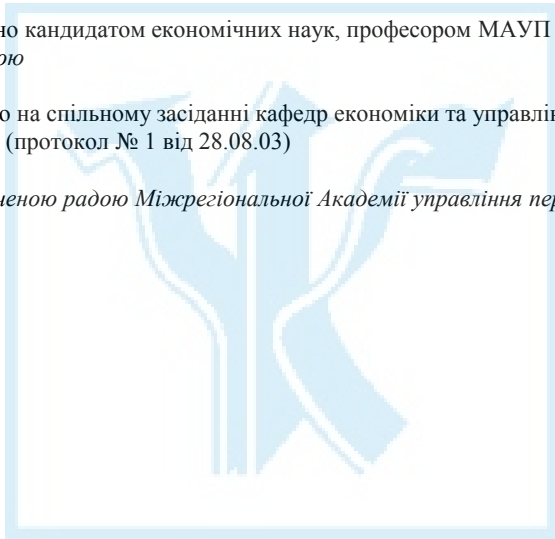 но кандидатом економічних наук, професором МАУП
ою
о на спільному засіданні кафедр економіки та управлін
(протокол № 1 від 28.08.03)
ченою радою Міжрегіональної Академії управління пер